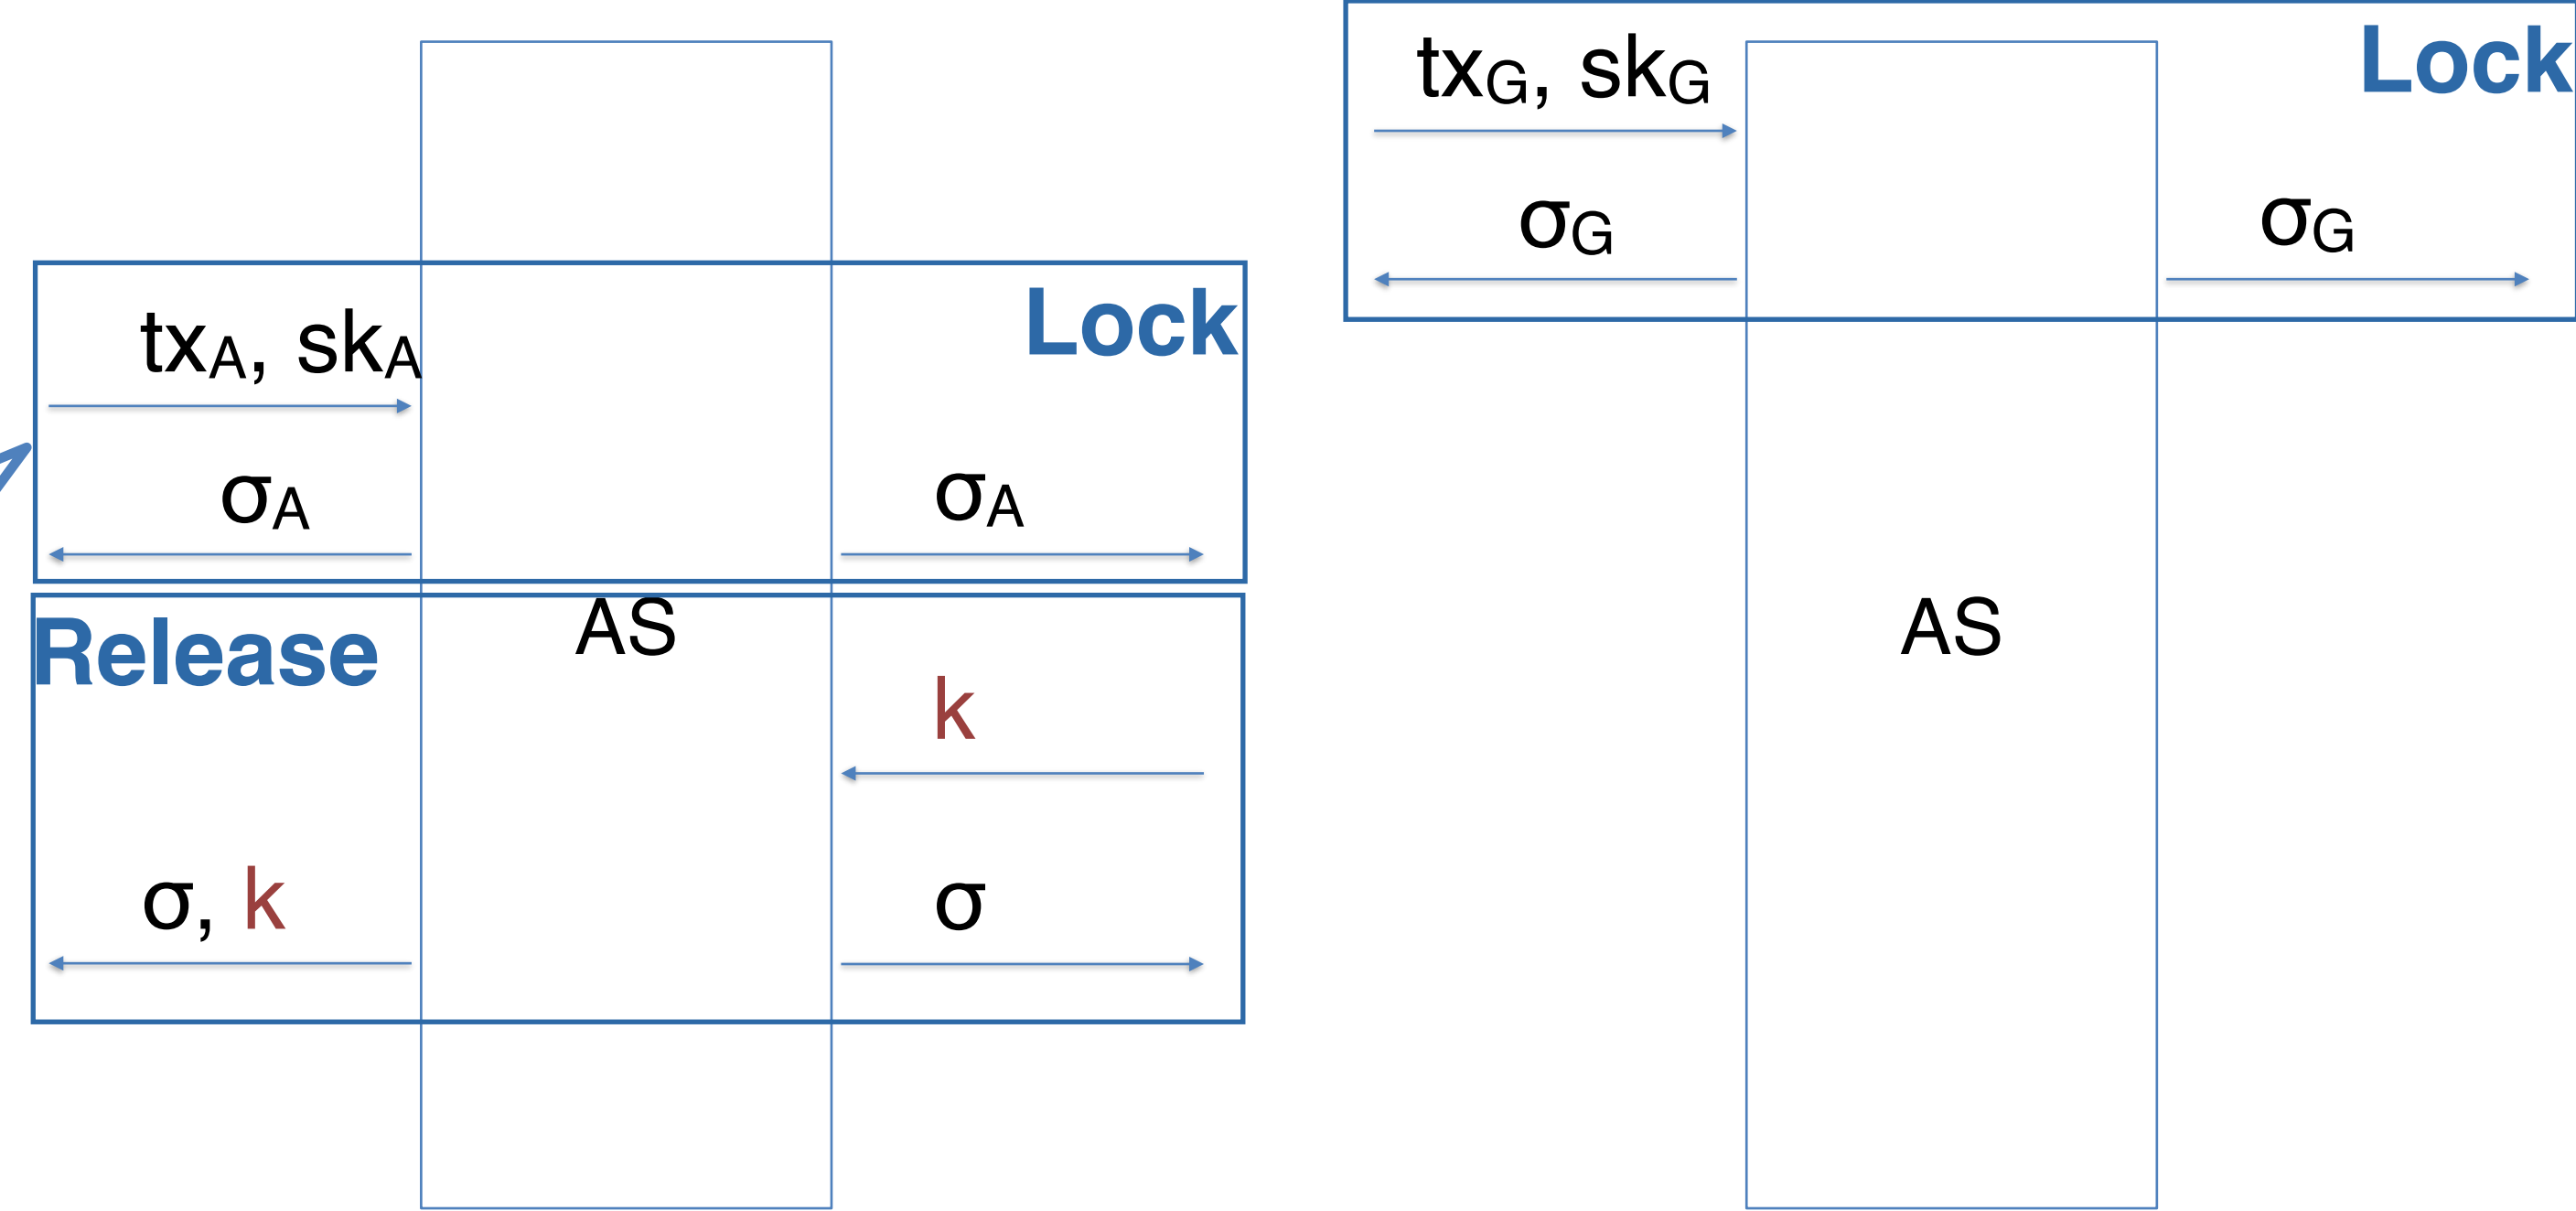 Lock
txA, skA
σA
σA
AS
Release
k
σ, k
σ
Lock
txG, skG
σG
σG
AS